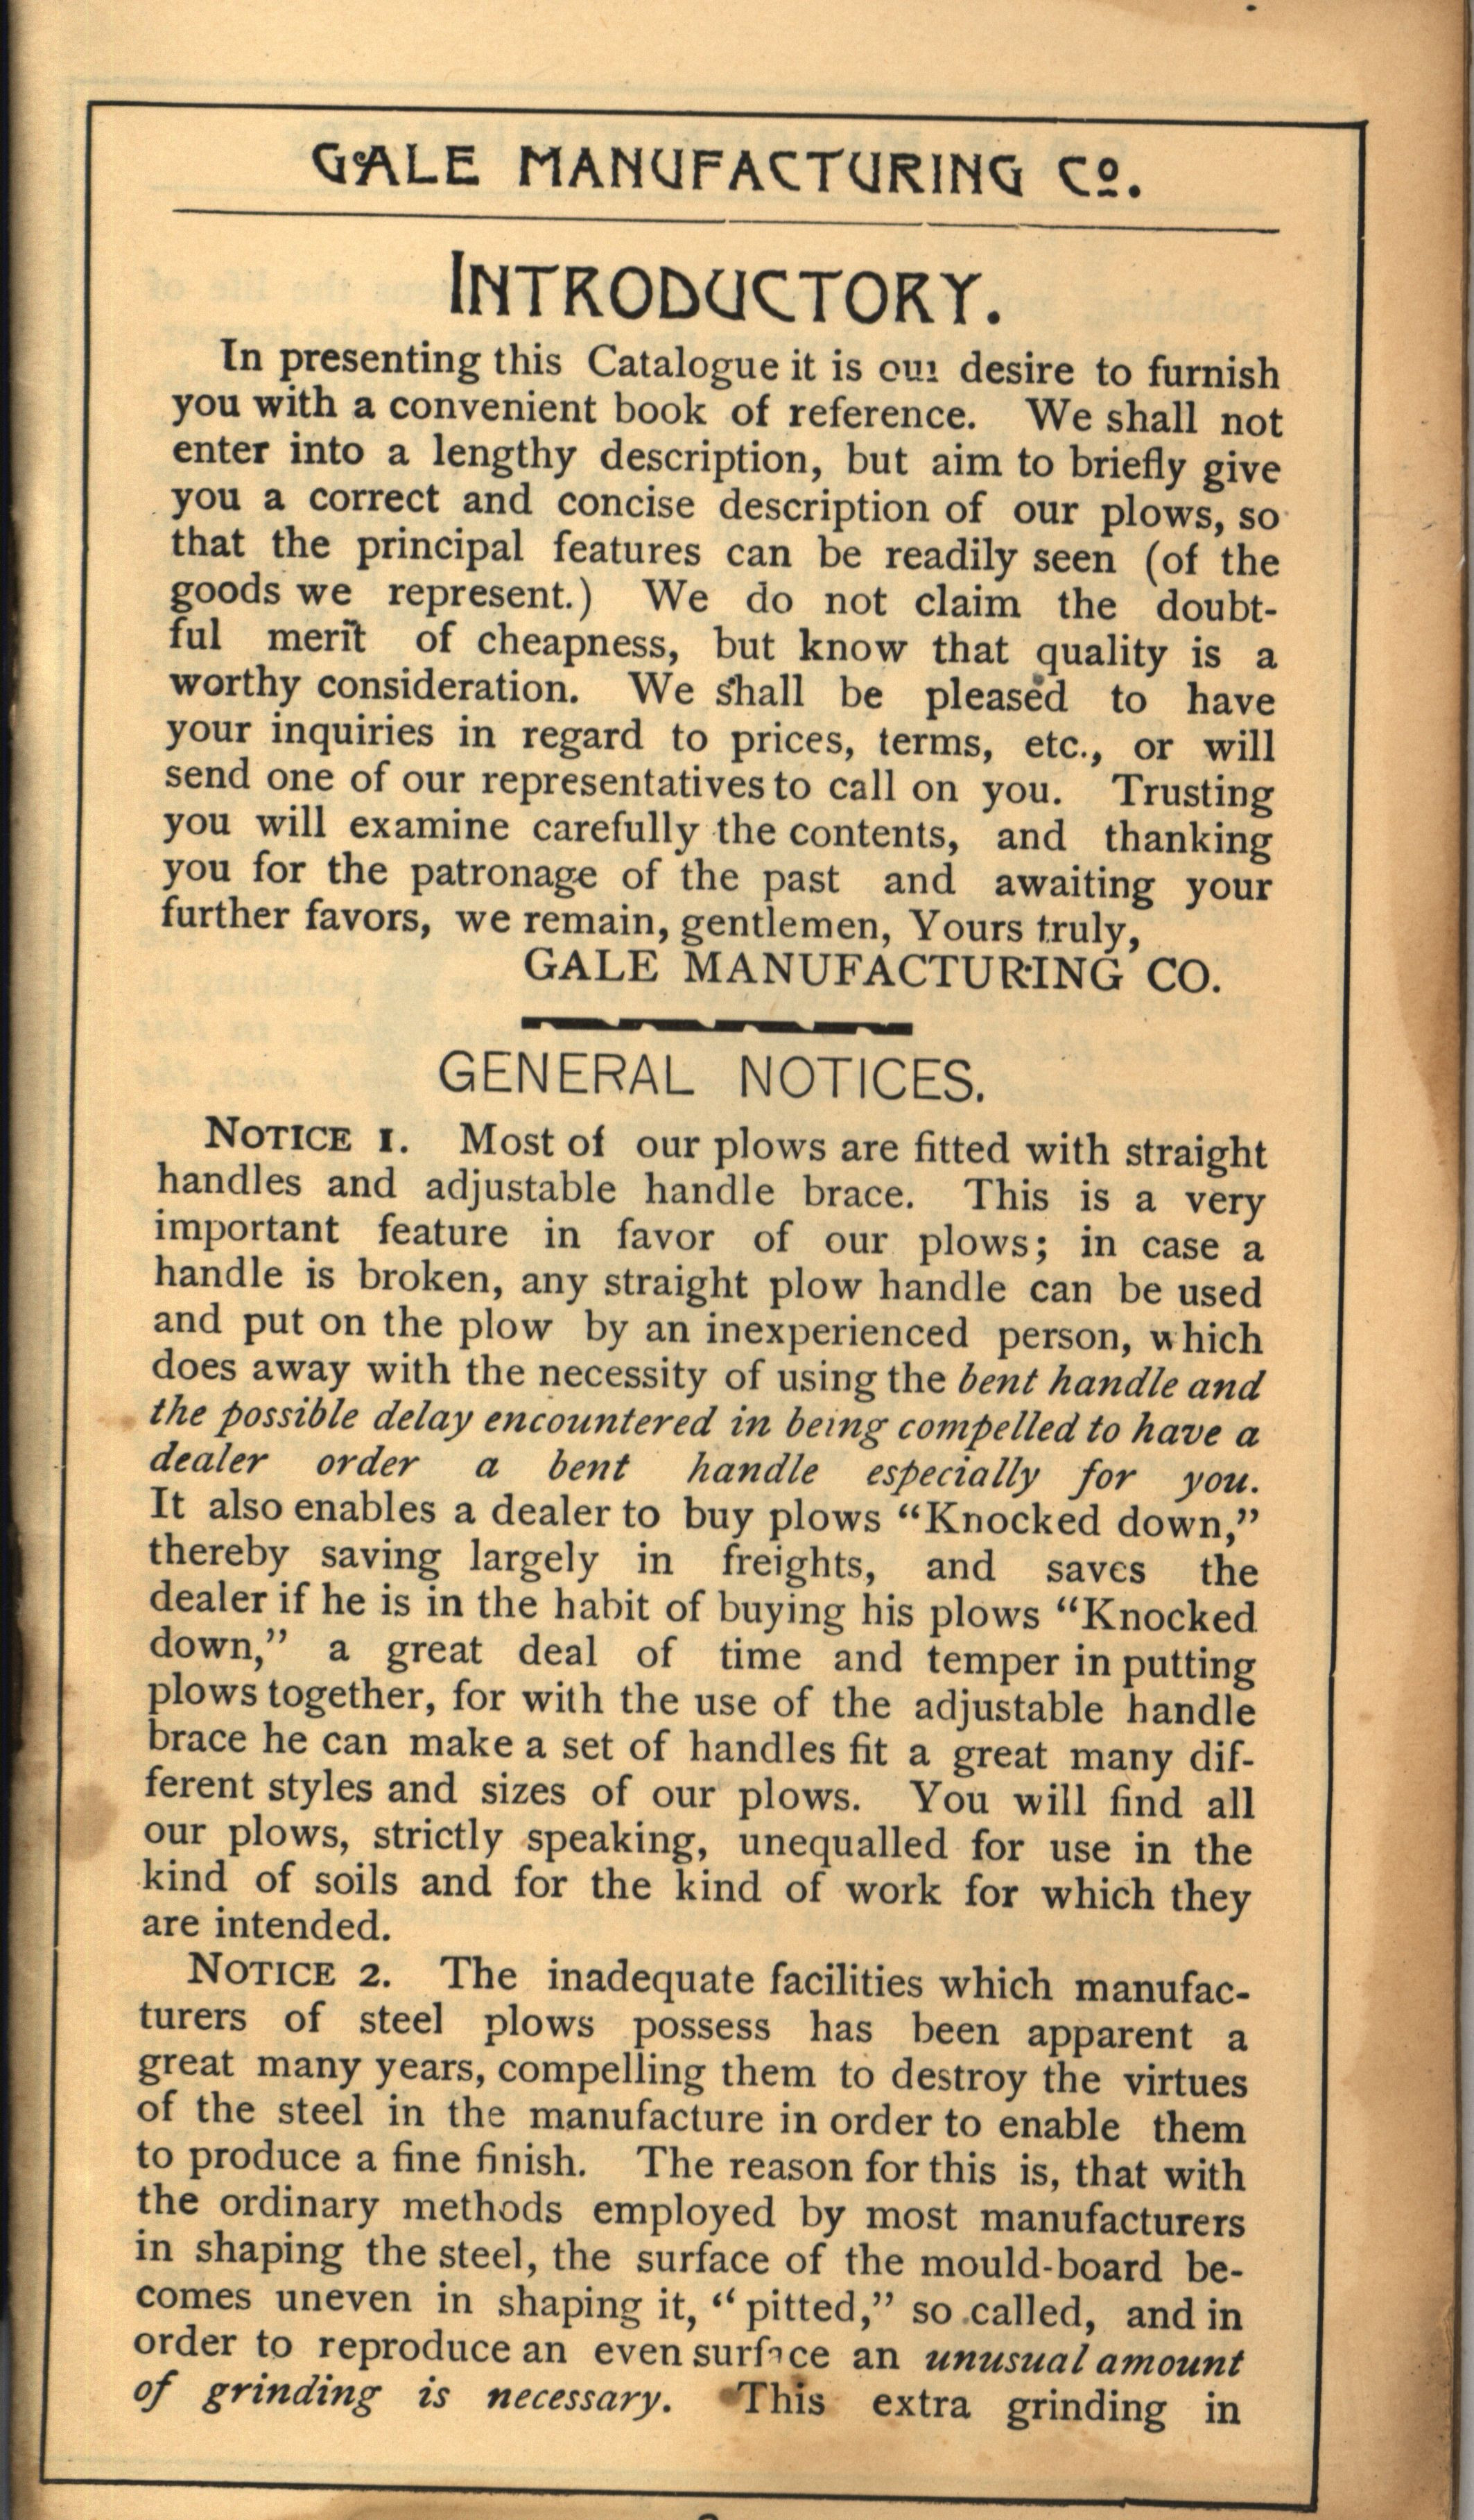 GALE MANUFACTURING Co.
INTRODUCTORY.
In presenting this Catalogue it is our desire to furnish
you with a convenient book of reference. We shall not
enter into a lengthy description, but aim to briefly give
you a correct and concise description of our plows, so
that the principal features can be readily seen (of the
goods we represent.) We do not claim the doubt-
ful merit of cheapness, but know that quality is a
worthy consideration. We shall be pleased to have
your inquiries in regard to prices, terms, etc., or will
send one of our representatives to call on you. Trusting
you will examine carefully the contents, and thanking
you for the patronage of the past and awaiting your
further favors, we remain, gentlemen, Yours truly,
GALE MANUFACTURING CO.
GENERAL NOTICES.
NOTICE 1. Most of our plows are fitted with straight
handles and adjustable handle brace. This is a very
important feature in favor of our plows; in case a
handle is broken, any straight plow handle can be used
and put on the plow by an inexperienced person, which
does away with the necessity of using the bent handle and
the possible delay encountered in being compelled to have a
dealer order a bent handle especially for you.
It also enables a dealer to buy plows “Knocked down,”
thereby saving largely in freights, and saves the
dealer if he is in the habit of buying his plows “Knocked
down,” a great deal of time and temper in putting
plows together, for with the use of the adjustable handle
brace he can make a set of handles fit a great many dif-
ferent styles and sizes of our plows. You will find all
our plows, strictly speaking, unequalled for use in the
kind of soils and for the kind of work for which they
are intended.
NOTICE 2. The inadequate facilities which manufac-
turers of steel plows possess has been apparent a
great many years, compelling them to destroy the virtues
of the steel in the manufacture in order to enable them
to produce a fine finish. The reason for this is, that with
the ordinary methods employed by most manufacturers
in shaping the steel, the surface of the mould-board be-
comes uneven in shaping it, “pitted,” so called, and in
order to reproduce an even surface an unusual amount
of grinding is necessary. This extra grinding in